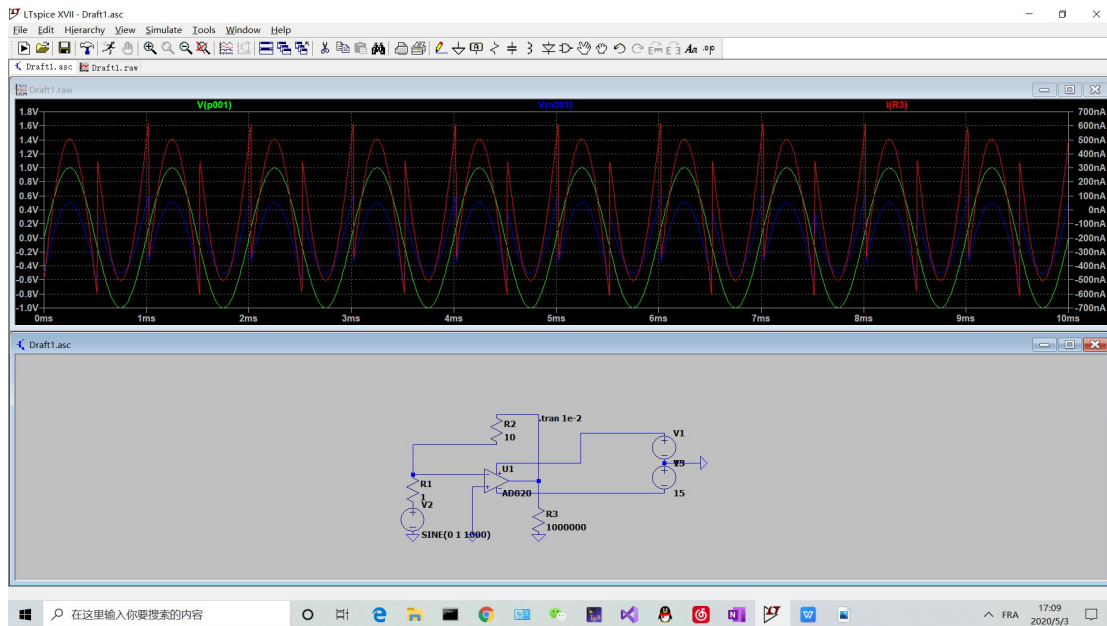 LTspice XVII - Draft1.asc
File Edit Hierarchy View Simulate Tools Window Help
Draft1.asc Draft1.raw
Draft1.raw
V(p001) V(n001) I(R3)
1.8V 700nA
1.6V 600nA
1.4V 500nA
1.2V 400nA
1.0V 300nA
0.8V 200nA
0.6V 100nA
0.4V 0nA
0.2V -100nA
0.0V -200nA
-0.2V -300nA
-0.4V -400nA
-0.6V -500nA
-0.8V -600nA
-1.0V -700nA
0ms 1ms 2ms 3ms 4ms 5ms 6ms 7ms 8ms 9ms 10ms
Draft1.asc
R2
10
.tran 1e-2
V1
U1
R1
1
AD820
15
V2
R3
1000000
SINE(0 1 1000)
在这里输入你要搜索的内容
FRA
17:09
2020/5/3